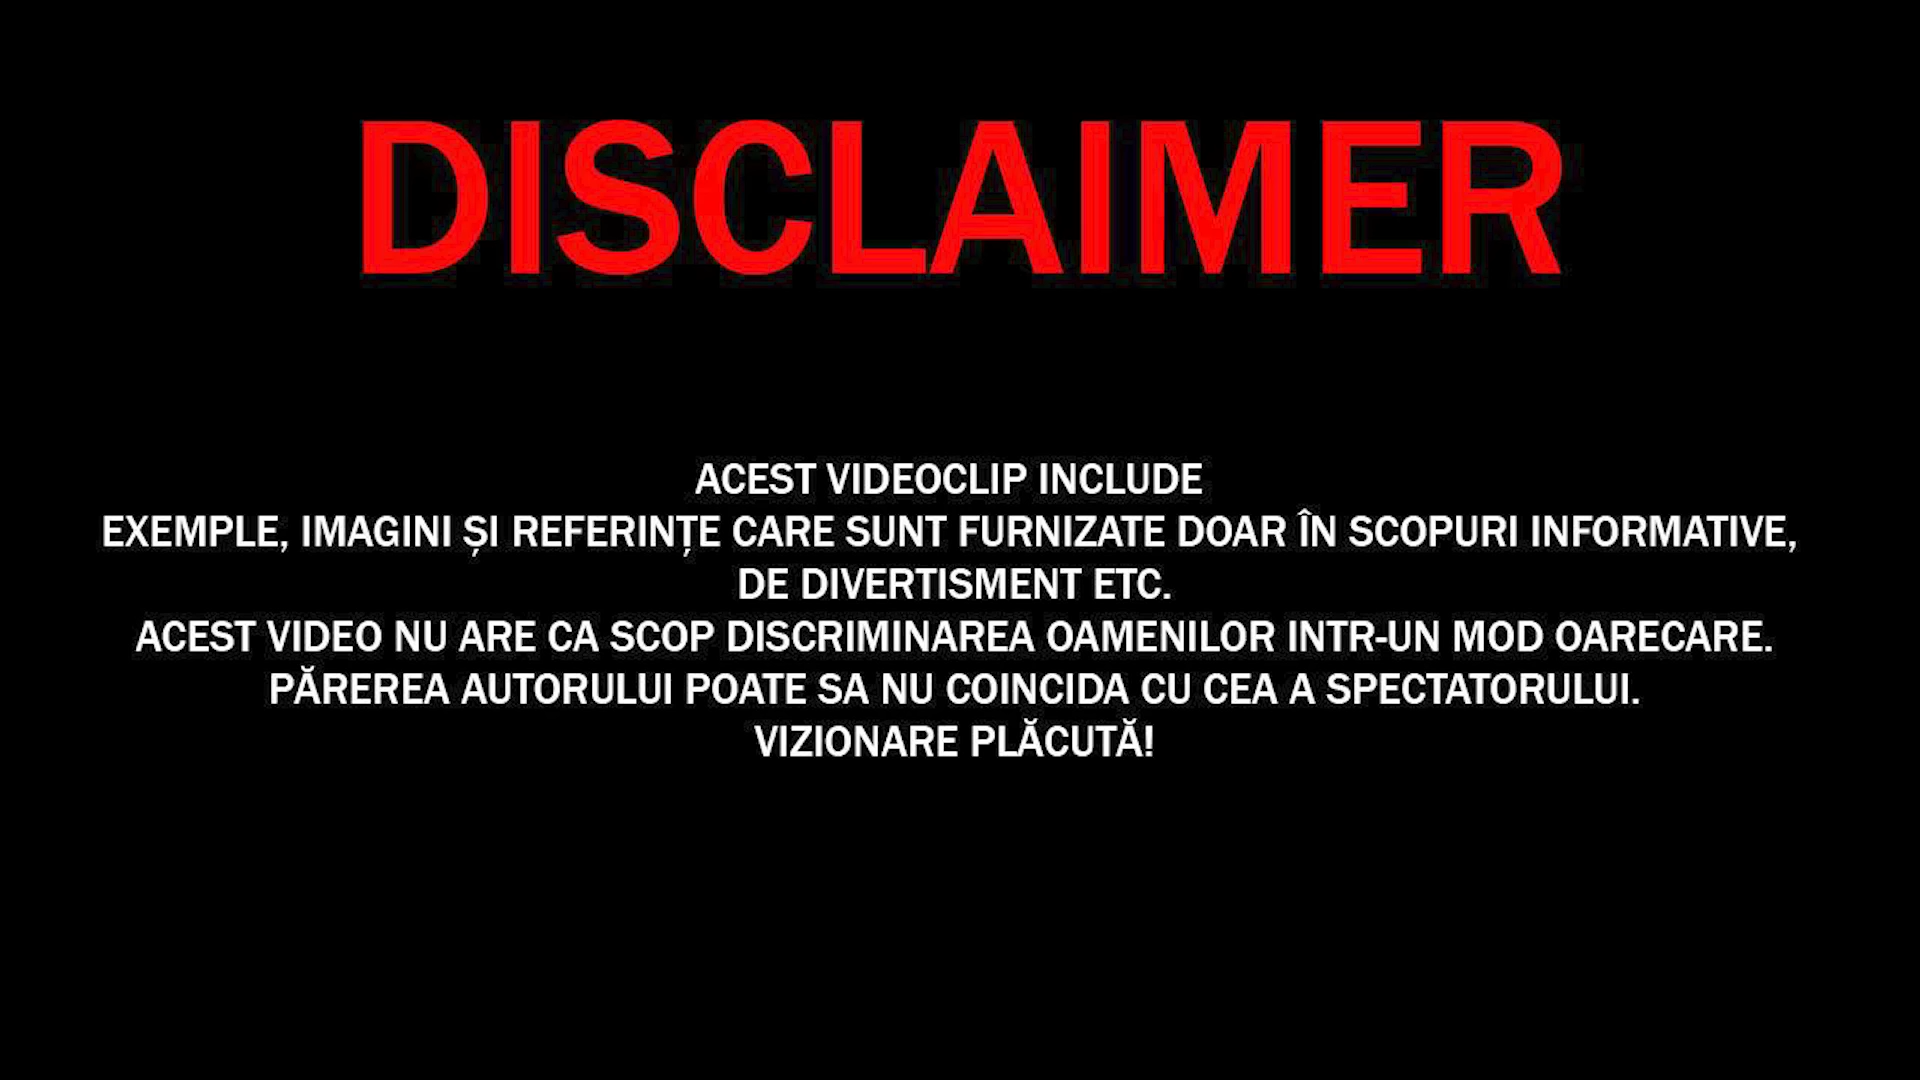 DISCLAIMER
ACEST VIDEOCLIP INCLUDE
EXEMPLE, IMAGINI ȘI REFERINȚE CARE SUNT FURNIZATE DOAR ÎN SCOPURI INFORMATIVE,
DE DIVERTISMENT ETC.
ACEST VIDEO NU ARE CA SCOP DISCRIMINAREA OAMENILOR INTR-UN MOD OARECARE.
PĂREREA AUTORULUI POATE SA NU COINCIDA CU CEA A SPECTATORULUI.
VIZIONARE PLĂCUTĂ!